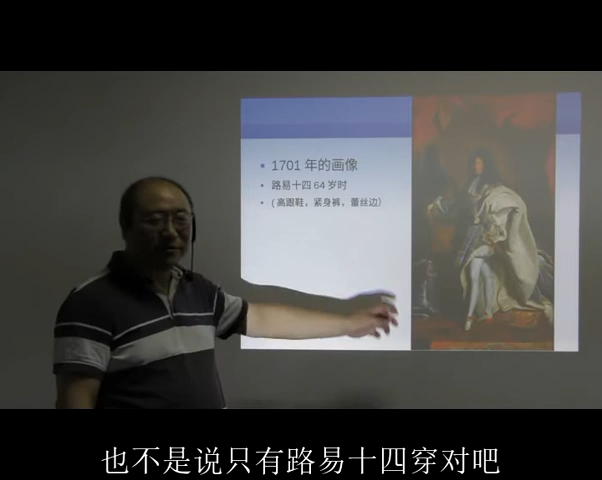 1701 年的画像
路易十四 64 岁时
( 高跟鞋，紧身裤，蕾丝边）
也不是说只有路易十四穿对吧